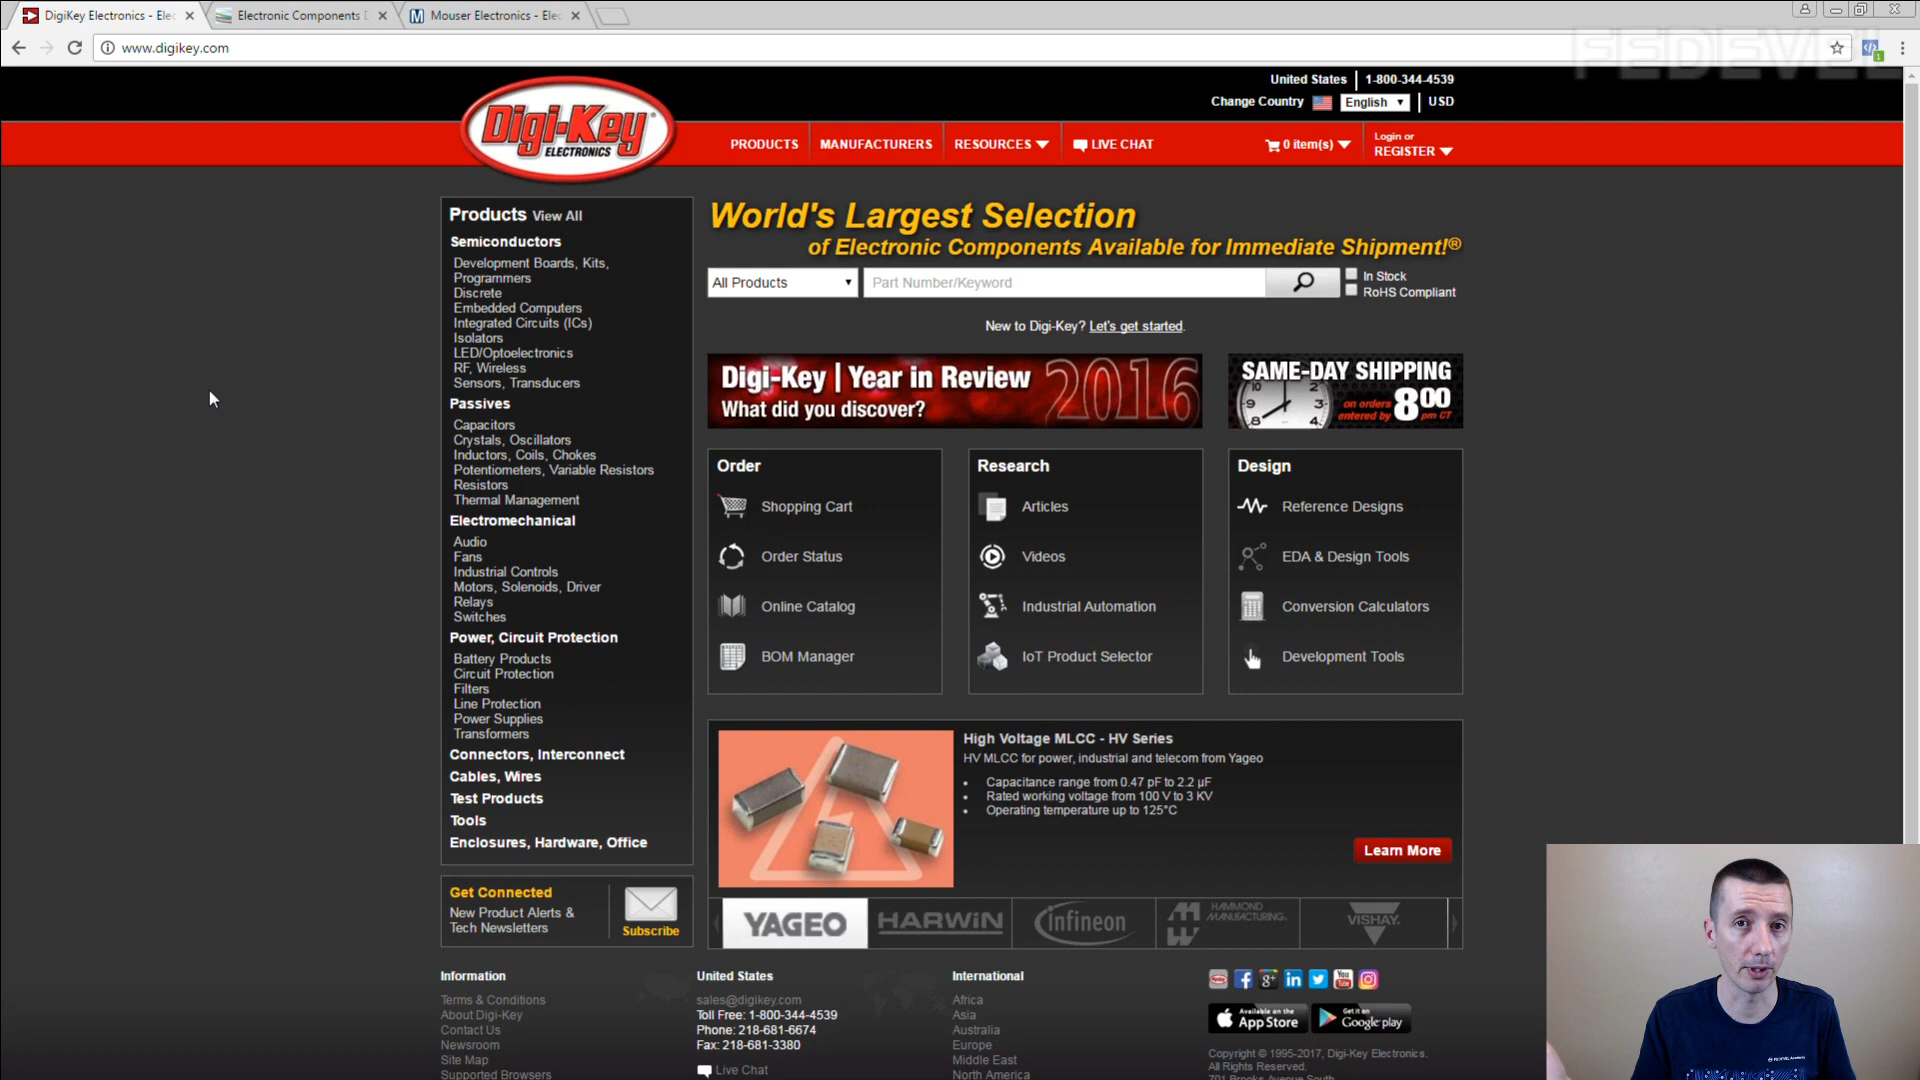 DigiKey Electronics - Elec
Electronic Components D
Mouser Electronics - Elec
www.digikey.com
FEDEVEL
United States
1-800-344-4539
Change Country
English
USD
Digi-Key
ELECTRONICS
PRODUCTS
MANUFACTURERS
RESOURCES
LIVE CHAT
0 item(s)
Login or
REGISTER
Products View All
Semiconductors
Development Boards, Kits,
Programmers
Discrete
Embedded Computers
Integrated Circuits (ICs)
Isolators
LED/Optoelectronics
RF, Wireless
Sensors, Transducers
Passives
Capacitors
Crystals, Oscillators
Inductors, Coils, Chokes
Potentiometers, Variable Resistors
Resistors
Thermal Management
Electromechanical
Audio
Fans
Industrial Controls
Motors, Solenoids, Driver
Relays
Switches
Power, Circuit Protection
Battery Products
Circuit Protection
Filters
Line Protection
Power Supplies
Transformers
Connectors, Interconnect
Cables, Wires
Test Products
Tools
Enclosures, Hardware, Office
Get Connected
New Product Alerts &
Tech Newsletters
Subscribe
World's Largest Selection
of Electronic Components Available for Immediate Shipment!®
All Products
Part Number/Keyword
In Stock
RoHS Compliant
New to Digi-Key? Let's get started.
Digi-Key | Year in Review 2016
What did you discover?
SAME-DAY SHIPPING
on orders
entered by
8:00
pm CT
Order
Shopping Cart
Order Status
Online Catalog
BOM Manager
Research
Articles
Videos
Industrial Automation
IoT Product Selector
Design
Reference Designs
EDA & Design Tools
Conversion Calculators
Development Tools
High Voltage MLCC - HV Series
HV MLCC for power, industrial and telecom from Yageo
Capacitance range from 0.47 pF to 2.2 µF
Rated working voltage from 100 V to 3 KV
Operating temperature up to 125°C
Learn More
YAGEO
HARWIN
infineon
HAMMOND
MANUFACTURING
VISHAY
Information
Terms & Conditions
About Digi-Key
Contact Us
Newsroom
Site Map
Supported Browsers
United States
sales@digikey.com
Toll Free: 1-800-344-4539
Phone: 218-681-6674
Fax: 218-681-3380
Live Chat
International
Africa
Asia
Australia
Europe
Middle East
North America
Available on the
App Store
Get it on
Google play
Copyright © 1995-2017, Digi-Key Electronics.
All Rights Reserved.
701 Brooks Avenue South